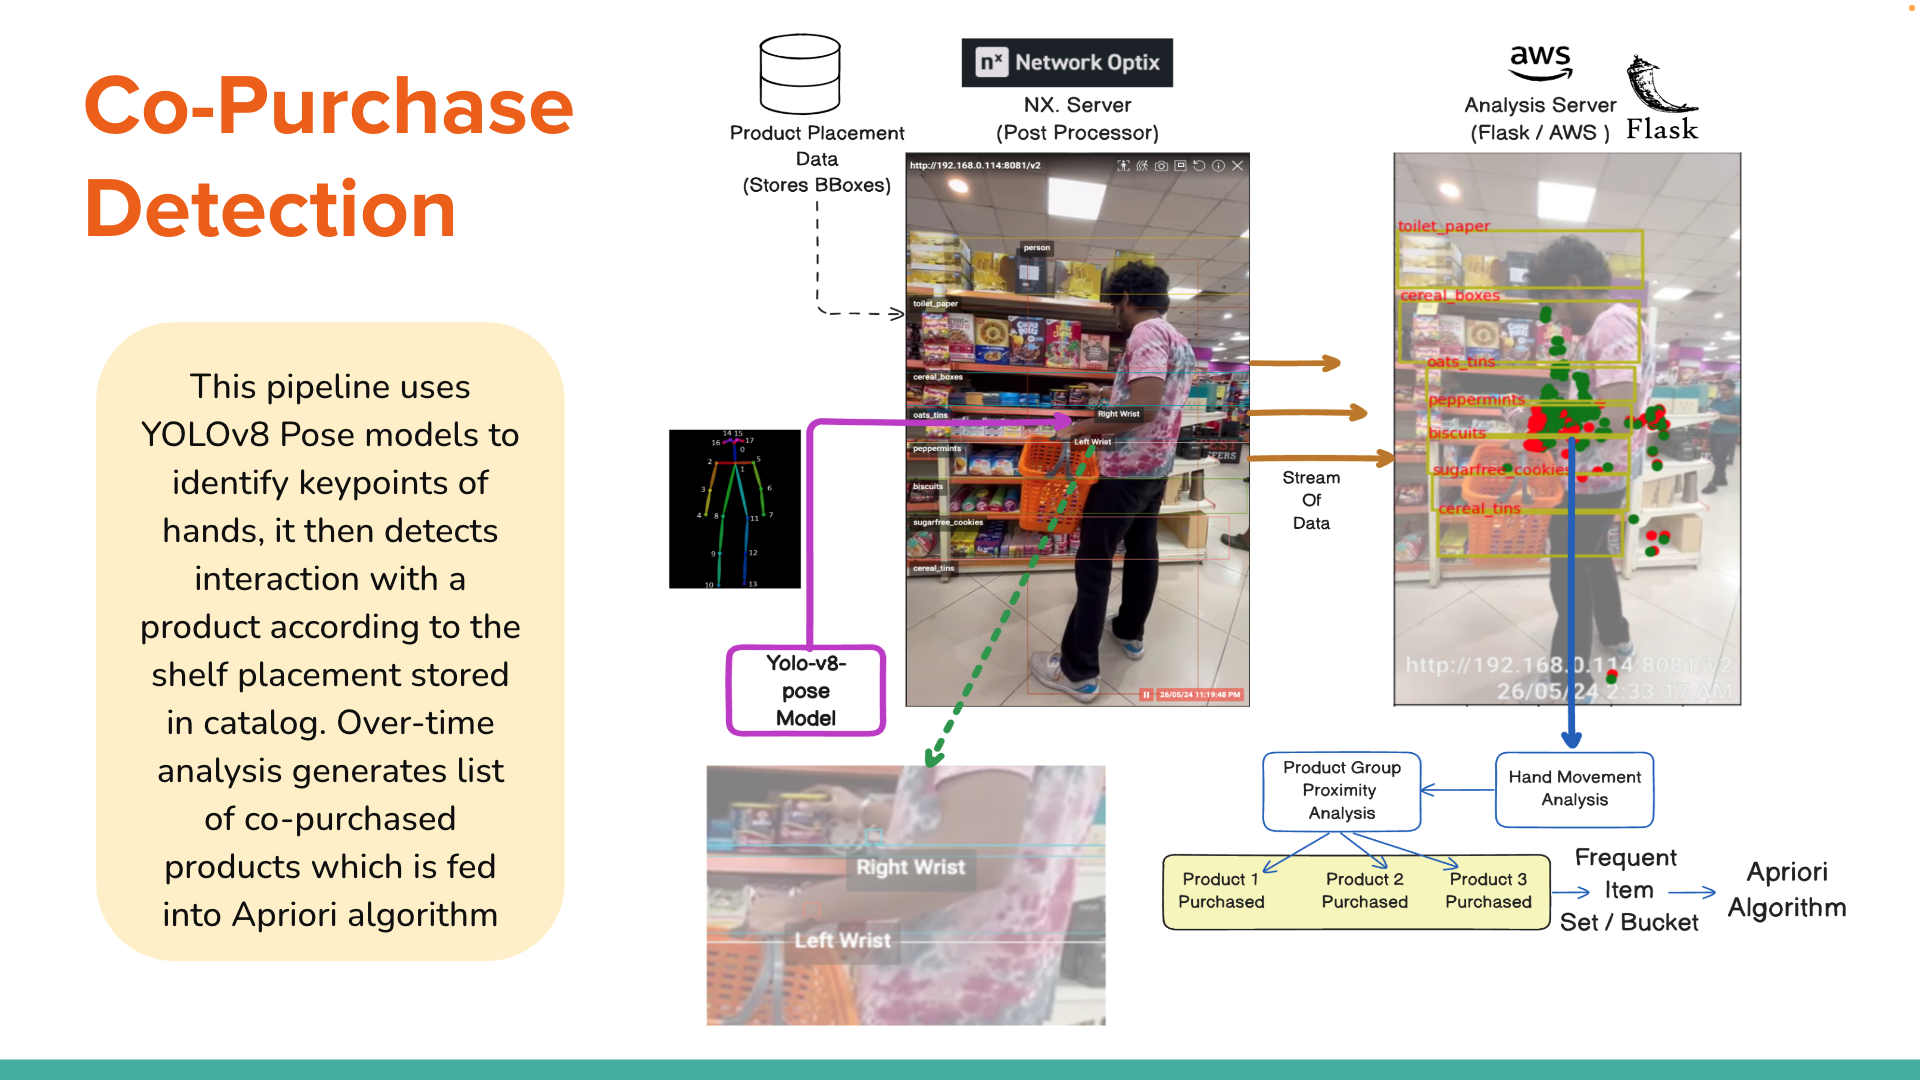 Co-Purchase
Detection
This pipeline uses
YOLOv8 Pose models to
identify keypoints of
hands, it then detects
interaction with a
product according to the
shelf placement stored
in catalog. Over-time
analysis generates list
of co-purchased
products which is fed
into Apriori algorithm
Product Placement
Data
(Stores BBoxes)
nx Network Optix
NX. Server
(Post Processor)
http://192.168.0.114:8081/v2
person
toilet_paper
cereal_boxes
oats_tins
Right Wrist
Left Wrist
peppermints
biscuits
sugarfree_cookies
cereal_tins
26/05/24 11:19:48 PM
14 15
16
17
0
2
1
5
3
6
4
8
7
11
9
12
10
13
Yolo-v8-
pose
Model
Right Wrist
Left Wrist
Stream
Of
Data
aws
Analysis Server
(Flask / AWS )
Flask
toilet_paper
cereal_boxes
oats_tins
peppermints
biscuits
sugarfree_cookies
cereal_tins
http://192.168.0.114:8081/v2
26/05/24 2:33:17 AM
Hand Movement
Analysis
Product Group
Proximity
Analysis
Product 1
Purchased
Product 2
Purchased
Product 3
Purchased
Frequent
Item
Set / Bucket
Apriori
Algorithm